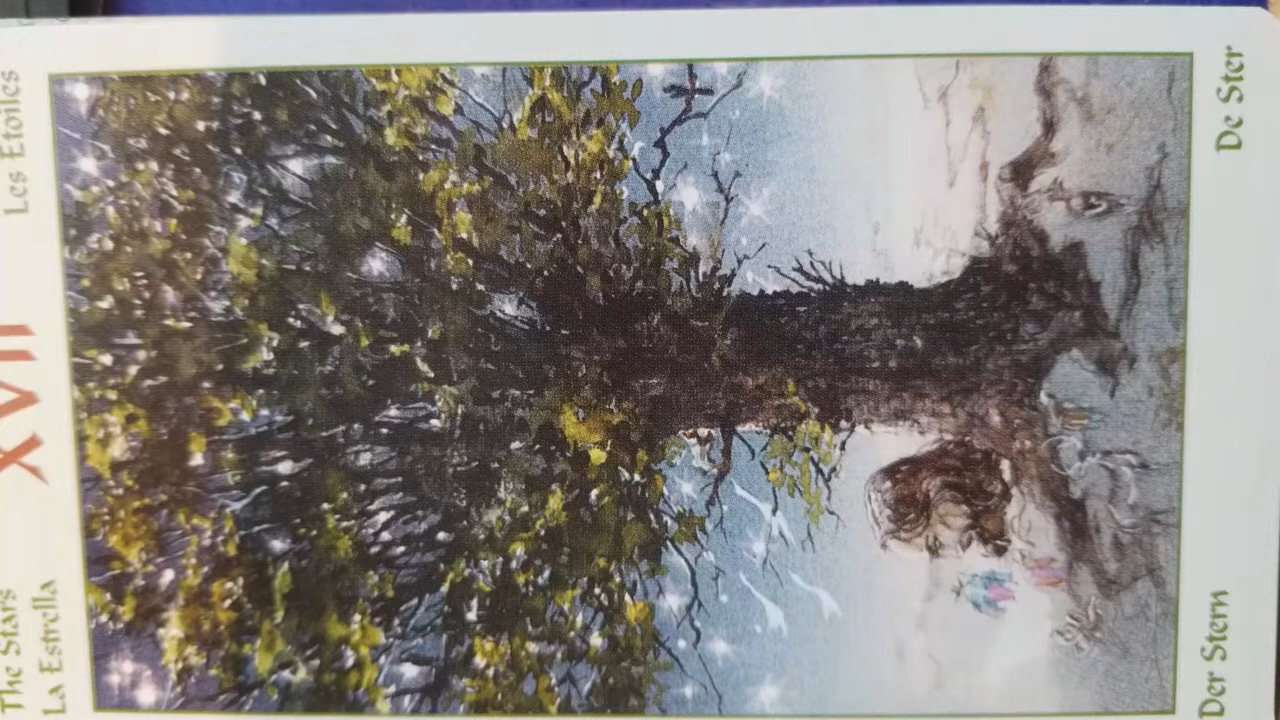 The Stars
La Estrella
XVII
Les Etoiles
Der Stern
De Ster